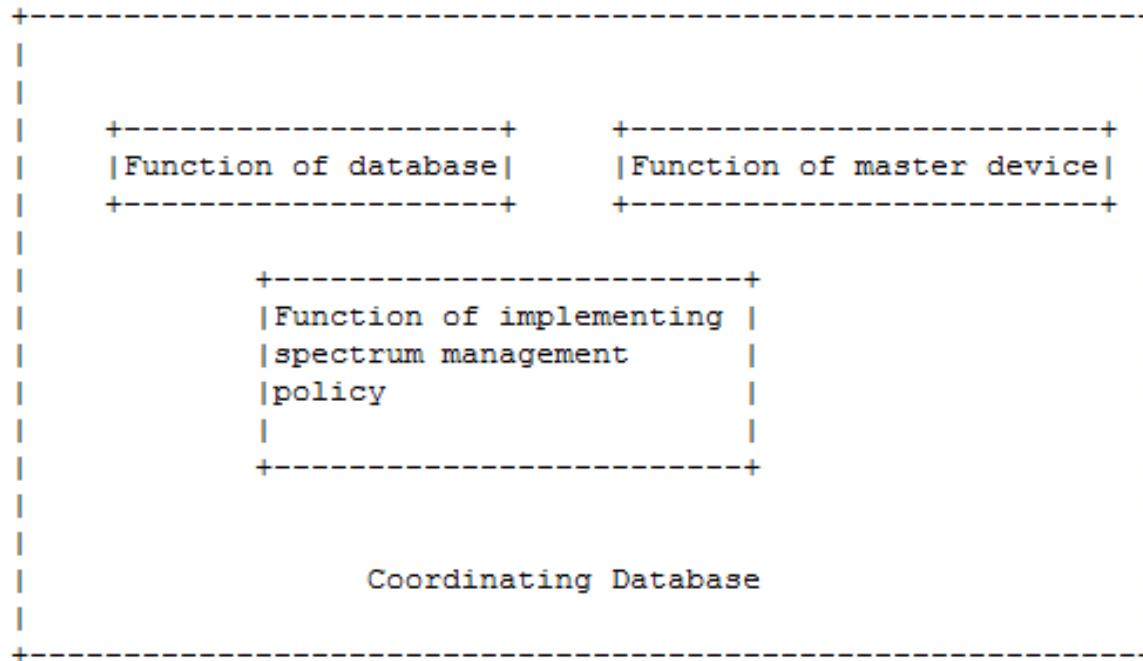 Function of database
Function of master device
Function of implementing
spectrum management
policy
Coordinating Database